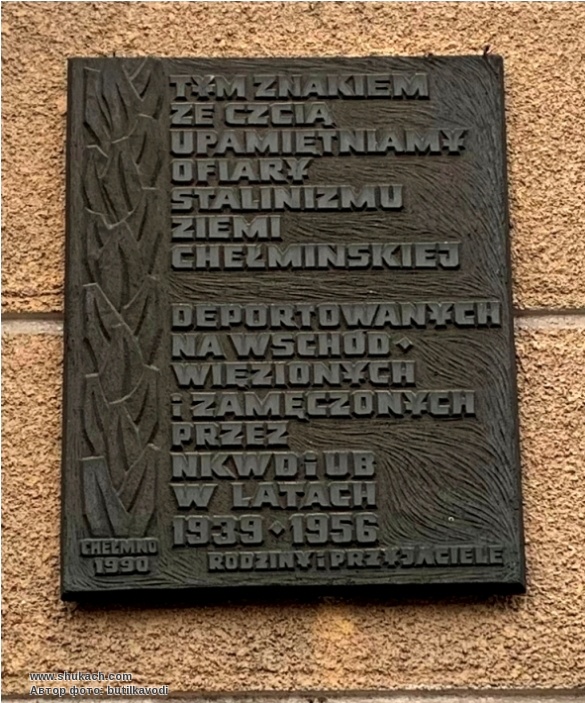 TYM ZNAKIEM
ZE CZCIĄ
UPAMIĘTNIAMY
OFIARY
STALINIZMU
ZIEMI
CHEŁMINSKIEJ
DEPORTOWANYCH
NA WSCHÓD
WIĘZIONYCH
i ZAMĘCZONYCH
PRZEZ
NKWD i UB
W LATACH
1939 ⬥ 1956
RODZINY i PRZYJACIELE
CHEŁMNO
1990
www.shukach.com
Автор фото: butilkavodi